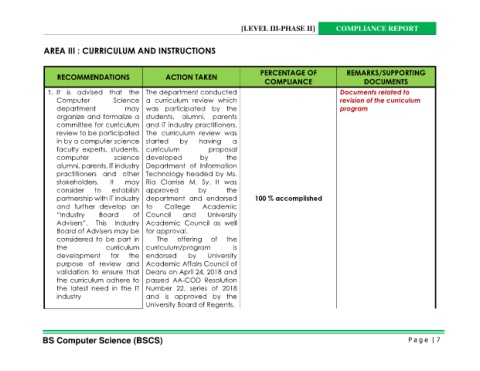 [LEVEL III-PHASE II] COMPLIANCE REPORT
AREA III : CURRICULUM AND INSTRUCTIONS
RECOMMENDATIONS
ACTION TAKEN
PERCENTAGE OF
COMPLIANCE
REMARKS/SUPPORTING
DOCUMENTS
1. It is advised that the
Computer Science
department may
organize and formalize a
committee for curriculum
review to be participated
in by a computer science
faculty experts, students,
computer science
alumni, parents, IT industry
practitioners and other
stakeholders. It may
consider to establish
partnership with IT industry
and further develop an
"Industry Board of
Advisers". This Industry
Board of Advisers may be
considered to be part in
the curriculum
development for the
purpose of review and
validation to ensure that
the curriculum adhere to
the latest need in the IT
industry
The department conducted
a curriculum review which
was participated by the
students, alumni, parents
and IT industry practitioners.
The curriculum review was
started by having a
curriculum proposal
developed by the
Department of Information
Technology headed by Ms.
Ria Clarisse M. Sy. It was
approved by the
department and endorsed
to College Academic
Council and University
Academic Council as well
for approval.
The offering of the
curriculum/program is
endorsed by University
Academic Affairs Council of
Deans on April 24, 2018 and
passed AA-COD Resolution
Number 22, series of 2018
and is approved by the
University Board of Regents.
100 % accomplished
Documents related to
revision of the curriculum
program
BS Computer Science (BSCS)
Page | 7